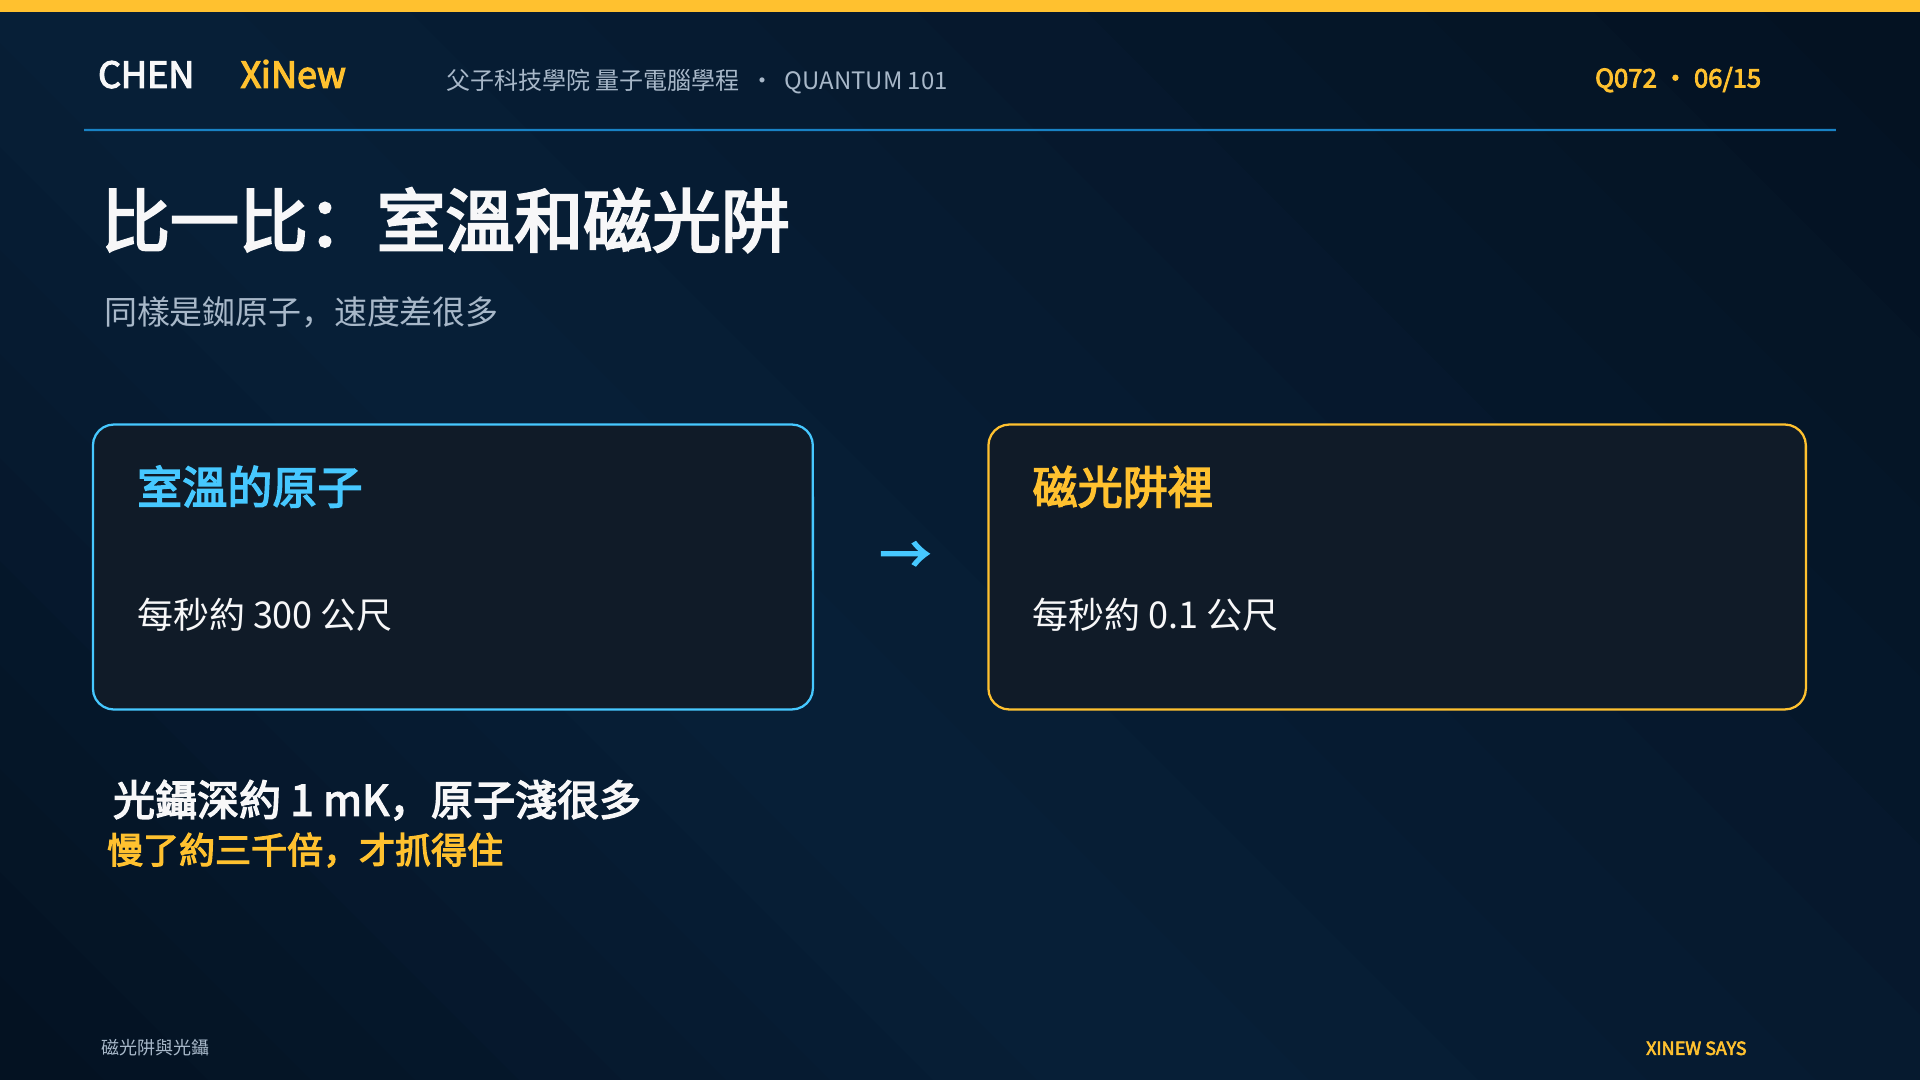 CHEN XiNew 父子科技學院 量子電腦學程 · QUANTUM 101 Q072 · 06/15
比一比：室溫和磁光阱
同樣是銣原子，速度差很多
室溫的原子
每秒約 300 公尺
→
磁光阱裡
每秒約 0.1 公尺
光鑷深約 1 mK，原子淺很多
慢了約三千倍，才抓得住
磁光阱與光鑷
XINEW SAYS